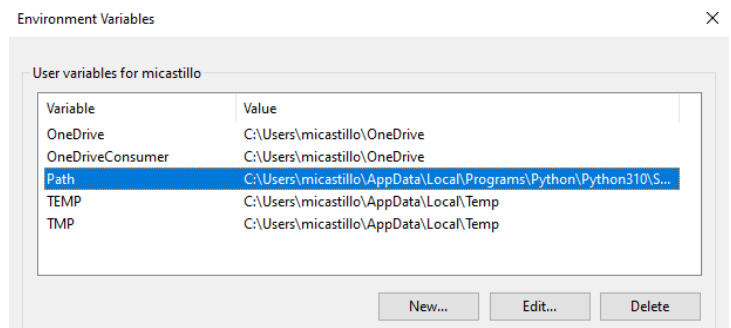 Environment Variables
User variables for micastillo
Variable Value
OneDrive C:\Users\micastillo\OneDrive
OneDriveConsumer C:\Users\micastillo\OneDrive
Path C:\Users\micastillo\AppData\Local\Programs\Python\Python310\S...
TEMP C:\Users\micastillo\AppData\Local\Temp
TMP C:\Users\micastillo\AppData\Local\Temp
New... Edit... Delete